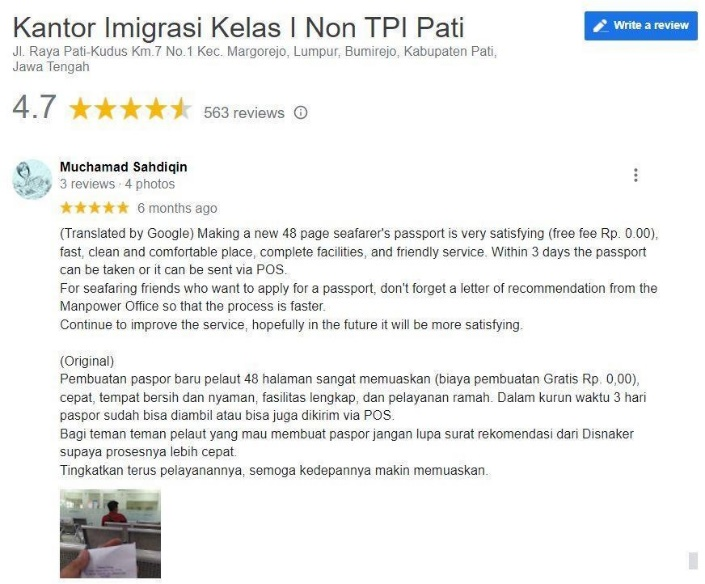 Kantor Imigrasi Kelas I Non TPI Pati
Write a review
Jl. Raya Pati-Kudus Km.7 No.1 Kec. Margorejo, Lumpur, Bumirejo, Kabupaten Pati,
Jawa Tengah
4.7 563 reviews
Muchamad Sahdiqin
3 reviews · 4 photos
6 months ago
(Translated by Google) Making a new 48 page seafarer's passport is very satisfying (free fee Rp. 0.00),
fast, clean and comfortable place, complete facilities, and friendly service. Within 3 days the passport
can be taken or it can be sent via POS.
For seafaring friends who want to apply for a passport, don't forget a letter of recommendation from the
Manpower Office so that the process is faster.
Continue to improve the service, hopefully in the future it will be more satisfying.
(Original)
Pembuatan paspor baru pelaut 48 halaman sangat memuaskan (biaya pembuatan Gratis Rp. 0,00),
cepat, tempat bersih dan nyaman, fasilitas lengkap, dan pelayanan ramah. Dalam kurun waktu 3 hari
paspor sudah bisa diambil atau bisa juga dikirim via POS.
Bagi teman teman pelaut yang mau membuat paspor jangan lupa surat rekomendasi dari Disnaker
supaya prosesnya lebih cepat.
Tingkatkan terus pelayanannya, semoga kedepannya makin memuaskan.